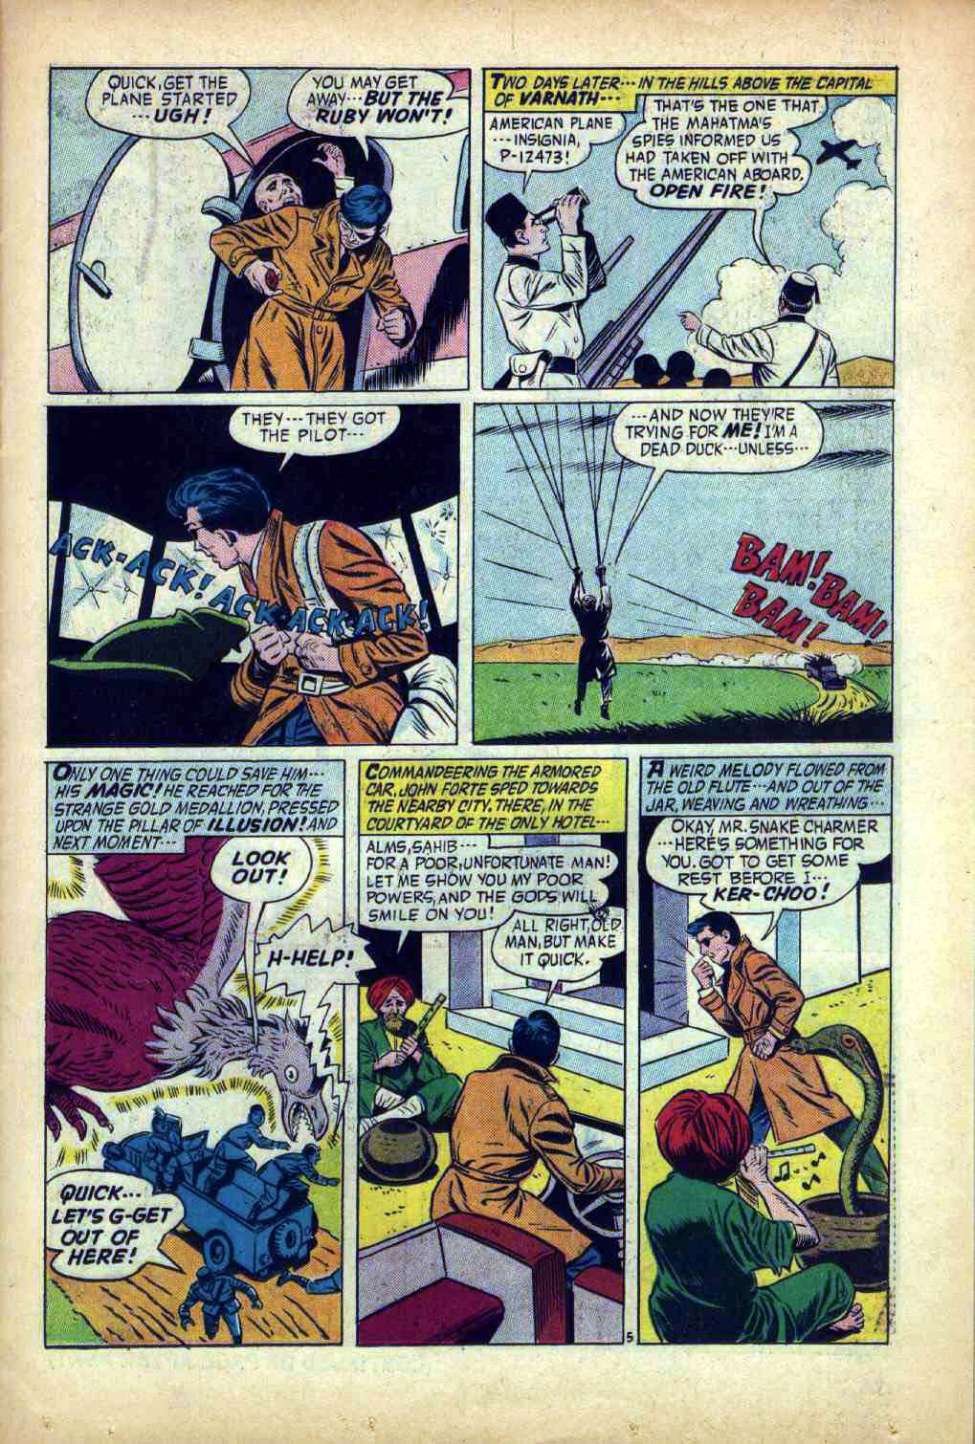 QUICK, GET THE
PLANE STARTED
...UGH!
YOU MAY GET
AWAY...BUT THE
RUBY WON'T!
TWO DAYS LATER...IN THE HILLS ABOVE THE CAPITAL
OF VARNATH...
AMERICAN PLANE
...INSIGNIA,
P-12473!
THAT'S THE ONE THAT
THE MAHATMA'S
SPIES INFORMED US
HAD TAKEN OFF WITH
THE AMERICAN ABOARD.
OPEN FIRE!
THEY...THEY GOT
THE PILOT...
ACK-ACK! ACK-ACK-ACK!
...AND NOW THEY'RE
TRYING FOR ME! I'M A
DEAD DUCK...UNLESS...
BAM! BAM!
BAM!
ONLY ONE THING COULD SAVE HIM...
HIS MAGIC! HE REACHED FOR THE
STRANGE GOLD MEDALLION, PRESSED
UPON THE PILLAR OF ILLUSION! AND
NEXT MOMENT...
LOOK
OUT!
H-HELP!
QUICK...
LET'S G-GET
OUT OF
HERE!
COMMANDEERING THE ARMORED
CAR, JOHN FORTE SPED TOWARDS
THE NEARBY CITY. THERE, IN THE
COURTYARD OF THE ONLY HOTEL...
ALMS, SAHIB...
FOR A POOR, UNFORTUNATE MAN!
LET ME SHOW YOU MY POOR
POWERS, AND THE GODS WILL
SMILE ON YOU!
ALL RIGHT, OLD
MAN, BUT MAKE
IT QUICK.
5
A WEIRD MELODY FLOWED FROM
THE OLD FLUTE...AND OUT OF THE
JAR, WEAVING AND WREATHING...
OKAY, MR. SNAKE CHARMER
...HERE'S SOMETHING FOR
YOU. GOT TO GET SOME
REST BEFORE I...
KER-CHOO!